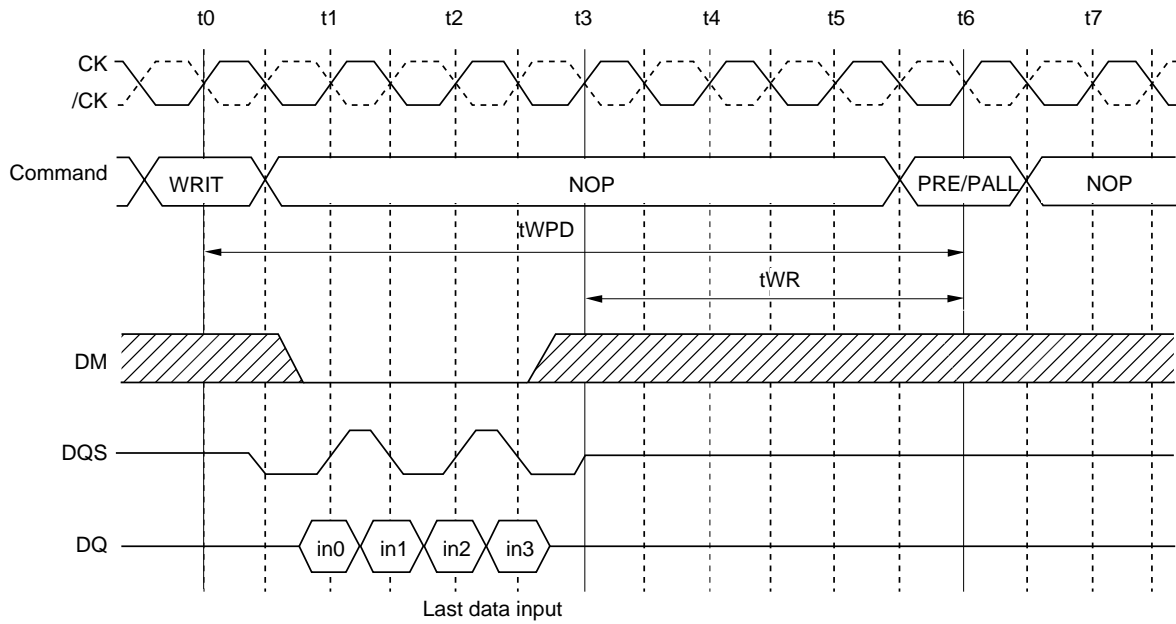 t0 t1 t2 t3 t4 t5 t6 t7
CK
/CK
Command WRIT NOP PRE/PALL NOP
tWPD
tWR
DM
DQS
DQ in0 in1 in2 in3
Last data input